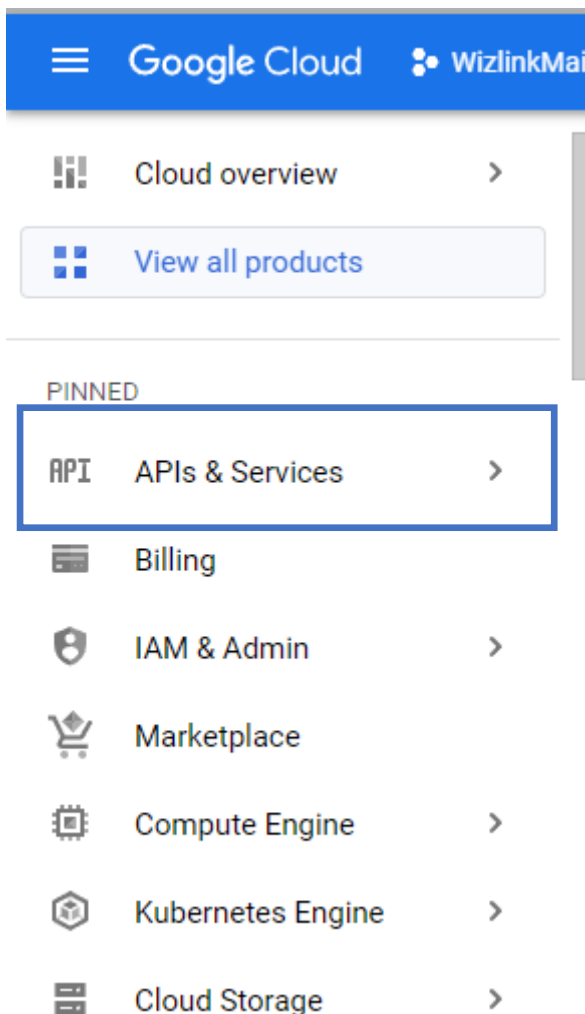 Google Cloud WizlinkMai
Cloud overview
View all products
PINNED
API APIs & Services
Billing
IAM & Admin
Marketplace
Compute Engine
Kubernetes Engine
Cloud Storage